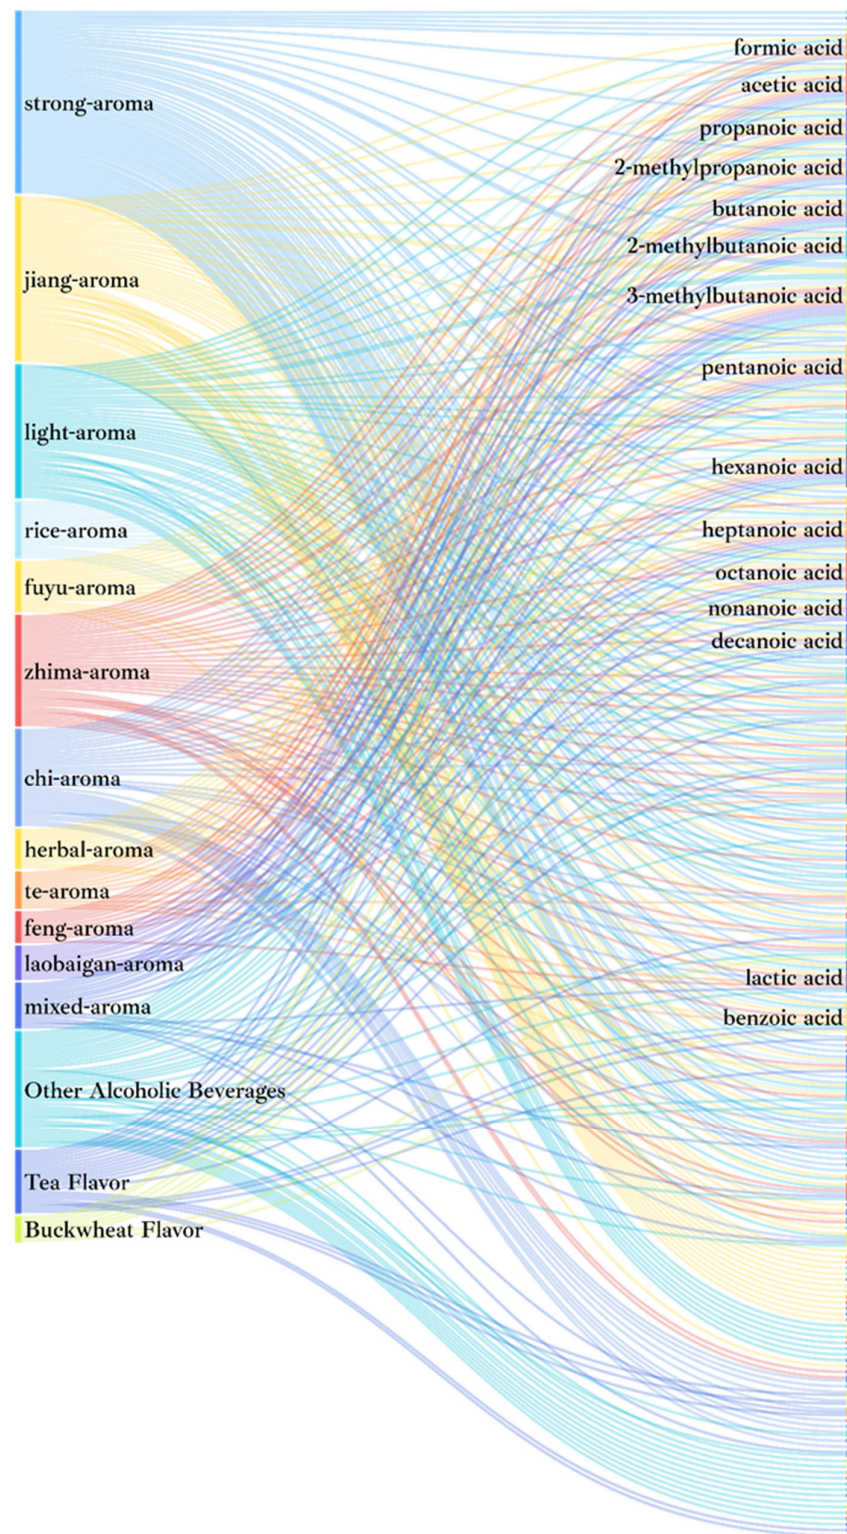 strong-aroma
jiang-aroma
light-aroma
rice-aroma
fuyu-aroma
zhima-aroma
chi-aroma
herbal-aroma
te-aroma
feng-aroma
laobaigan-aroma
mixed-aroma
Other Alcoholic Beverages
Tea Flavor
Buckwheat Flavor
formic acid
acetic acid
propanoic acid
2-methylpropanoic acid
butanoic acid
2-methylbutanoic acid
3-methylbutanoic acid
pentanoic acid
hexanoic acid
heptanoic acid
octanoic acid
nonanoic acid
decanoic acid
lactic acid
benzoic acid